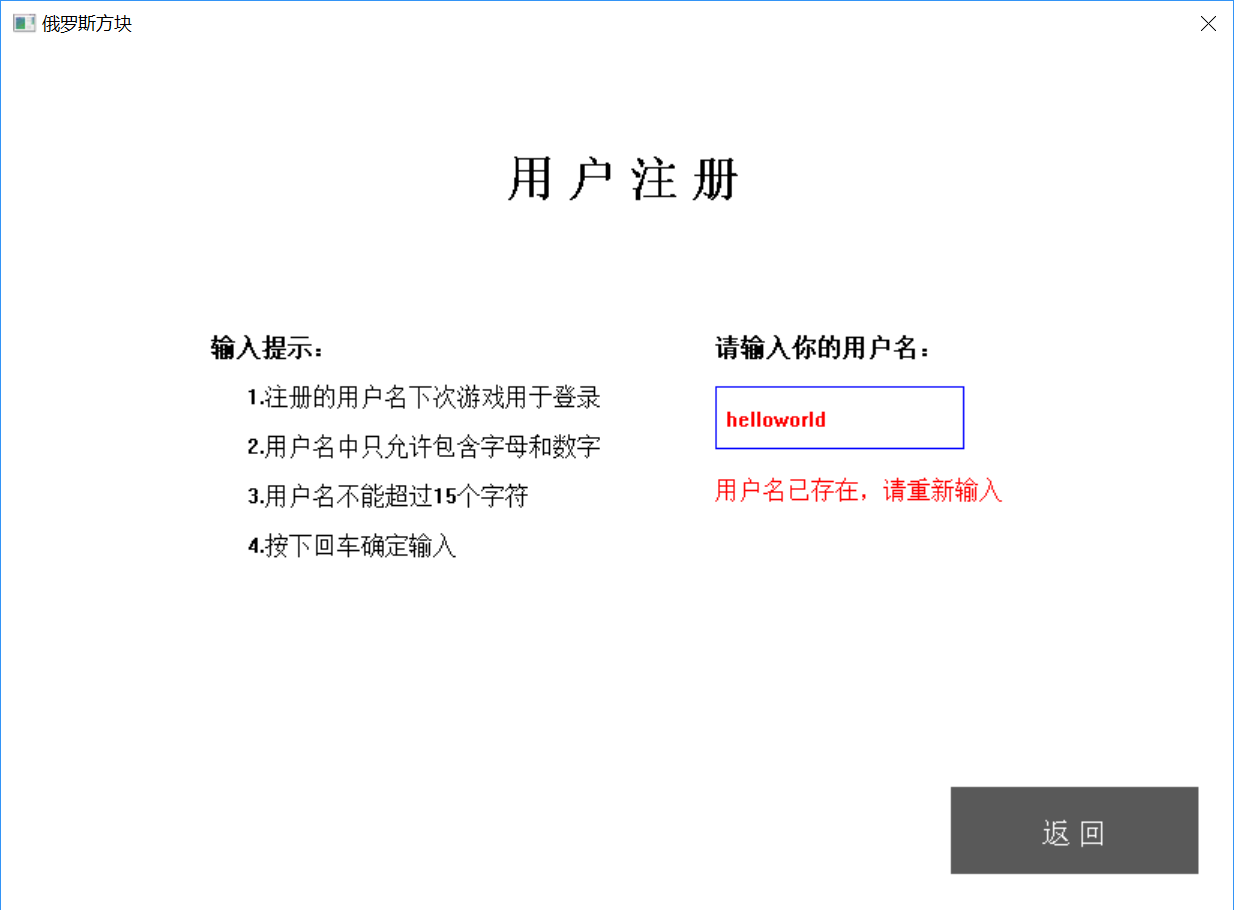 俄罗斯方块
用户注册
输入提示：
1.注册的用户名下次游戏用于登录
2.用户名中只允许包含字母和数字
3.用户名不能超过15个字符
4.按下回车确定输入
请输入你的用户名：
helloworld
用户名已存在，请重新输入
返回